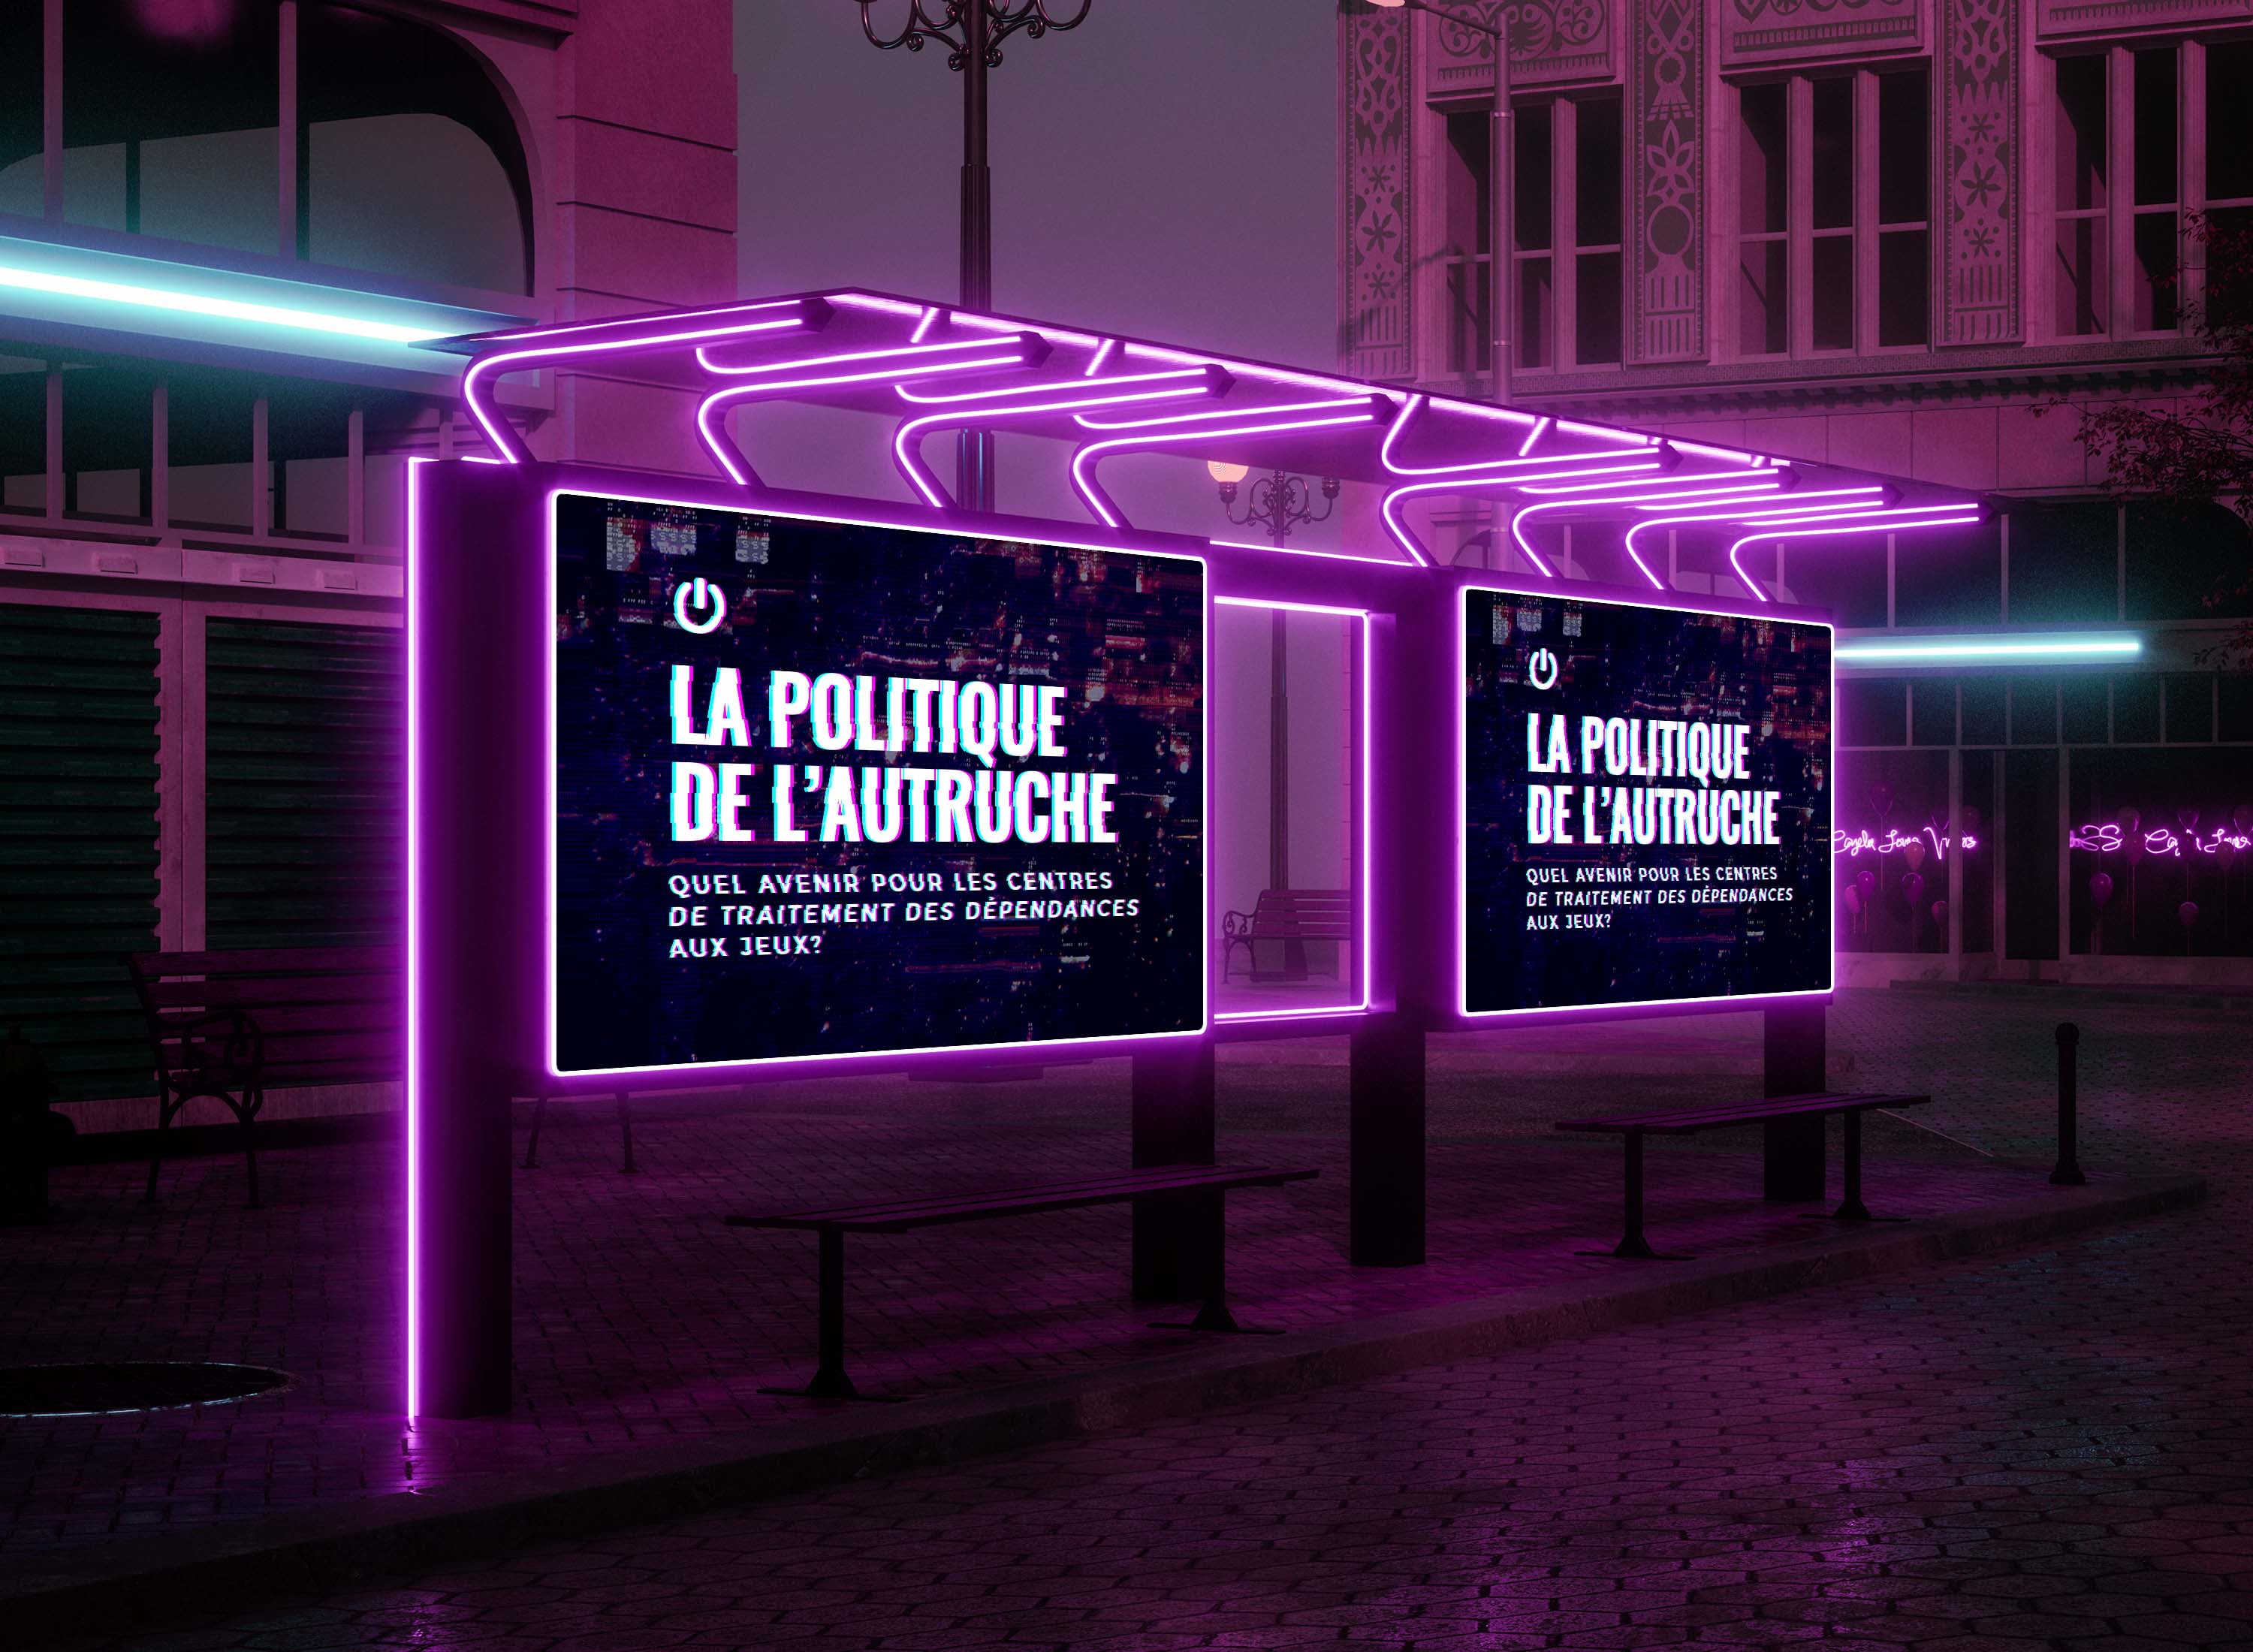 LA POLITIQUE
DE L'AUTRUCHE
QUEL AVENIR POUR LES CENTRES
DE TRAITEMENT DES DÉPENDANCES
AUX JEUX?
LA POLITIQUE
DE L'AUTRUCHE
QUEL AVENIR POUR LES CENTRES
DE TRAITEMENT DES DÉPENDANCES
AUX JEUX?